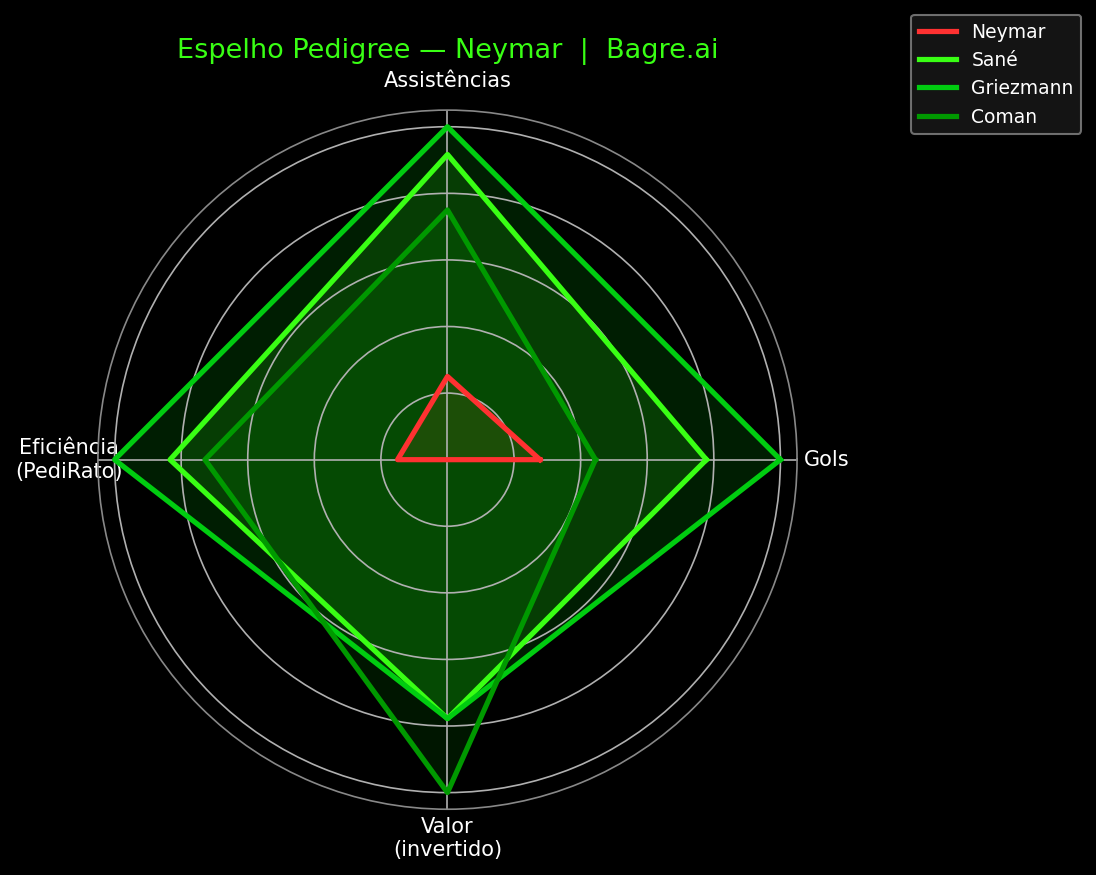 Espelho Pedigree — Neymar | Bagre.ai
Neymar
Sané
Griezmann
Coman
Assistências
Eficiência
(PediRato)
Gols
Valor
(invertido)